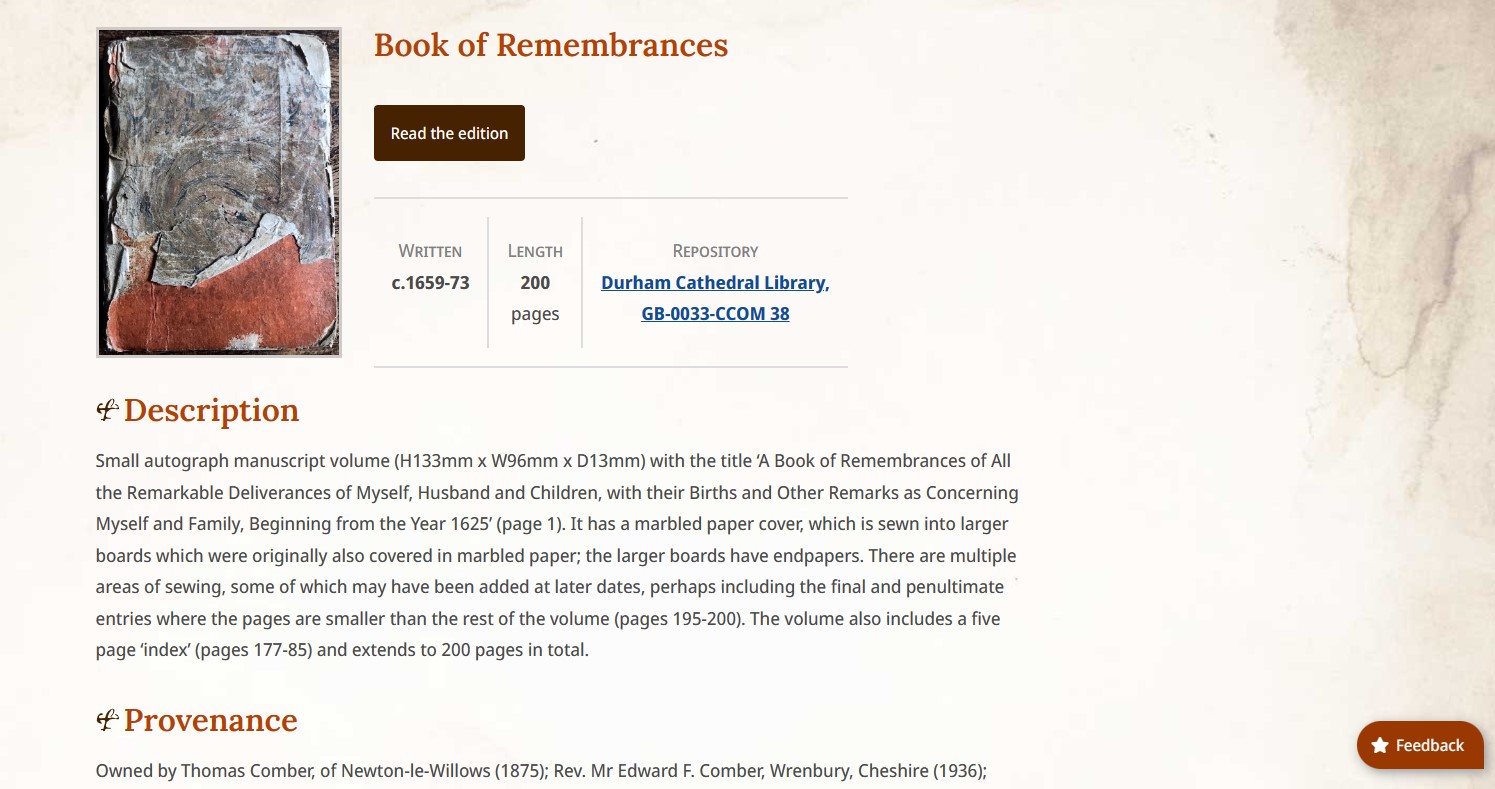 Book of Remembrances
Read the edition
Written
c.1659-73
Length
200
pages
Repository
Durham Cathedral Library,
GB-0033-CCOM 38
Description
Small autograph manuscript volume (H133mm x W96mm x D13mm) with the title ‘A Book of Remembrances of All
the Remarkable Deliverances of Myself, Husband and Children, with their Births and Other Remarks as Concerning
Myself and Family, Beginning from the Year 1625’ (page 1). It has a marbled paper cover, which is sewn into larger
boards which were originally also covered in marbled paper; the larger boards have endpapers. There are multiple
areas of sewing, some of which may have been added at later dates, perhaps including the final and penultimate
entries where the pages are smaller than the rest of the volume (pages 195-200). The volume also includes a five
page ‘index’ (pages 177-85) and extends to 200 pages in total.
Provenance
Owned by Thomas Comber, of Newton-le-Willows (1875); Rev. Mr Edward F. Comber, Wrenbury, Cheshire (1936);
Feedback